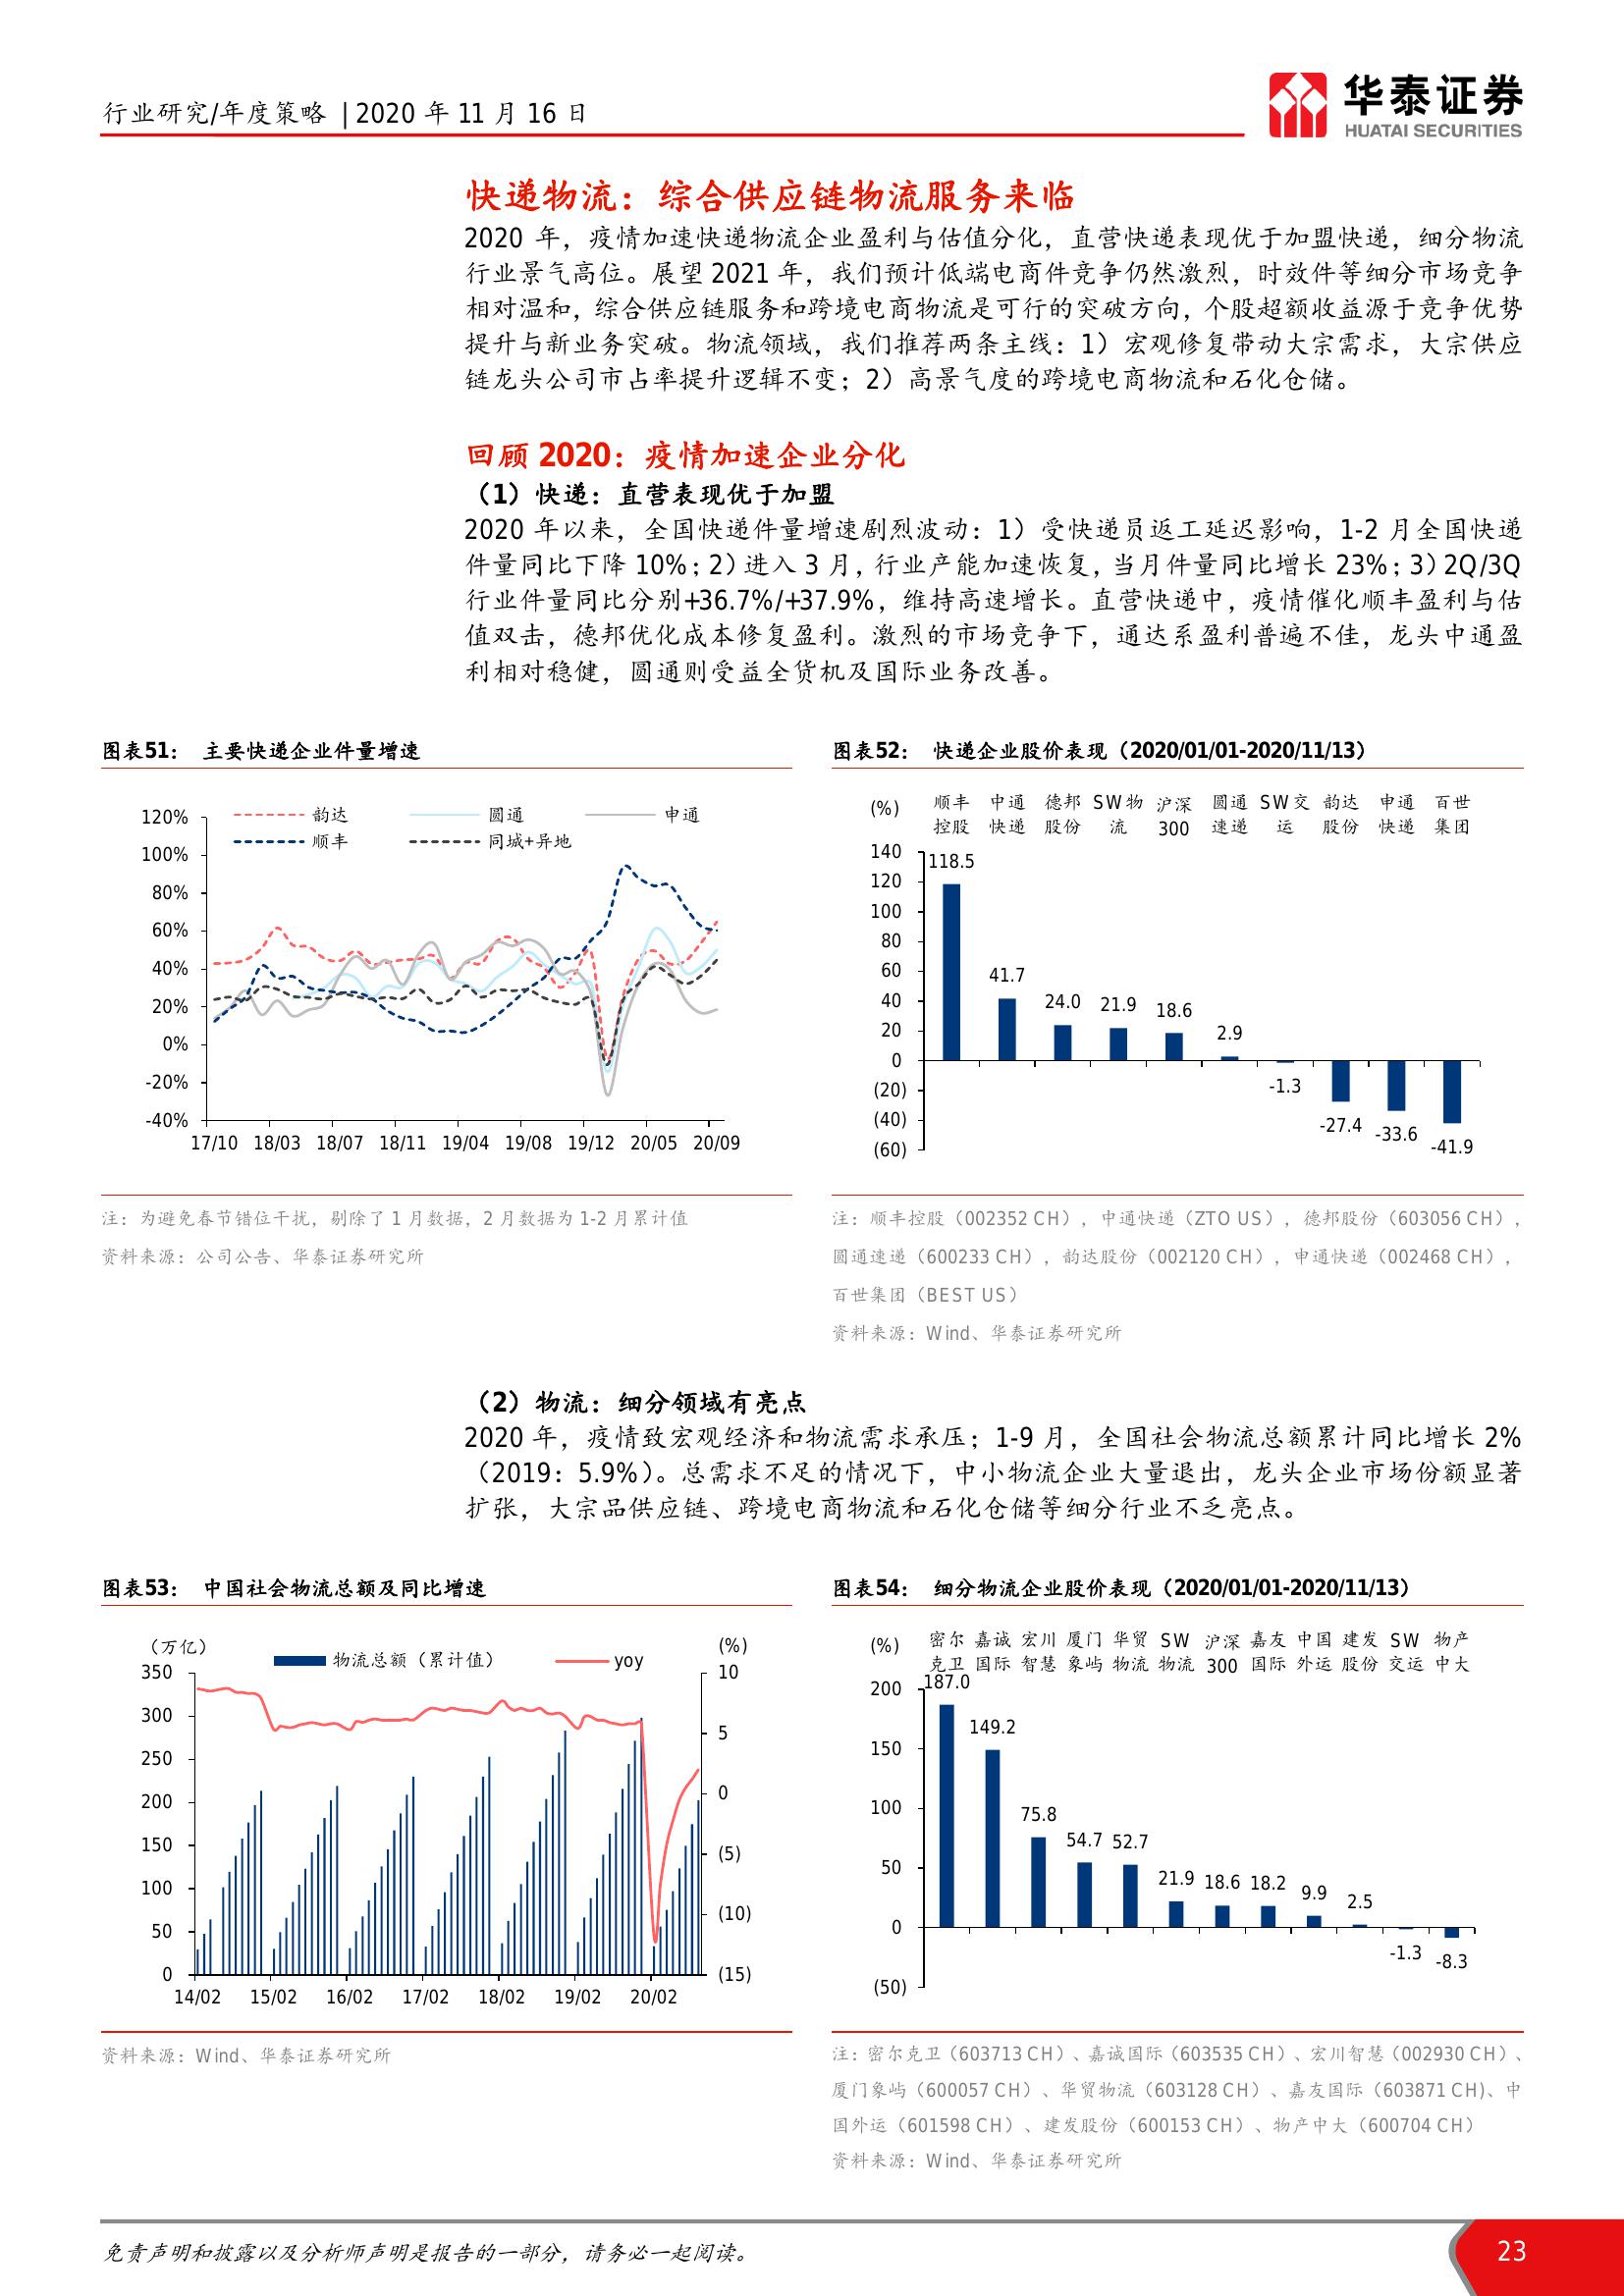 行业研究/年度策略 | 2020 年 11 月 16 日
华泰证券
HUATAI SECURITIES
快递物流：综合供应链物流服务来临
2020 年，疫情加速快递物流企业盈利与估值分化，直营快递表现优于加盟快递，细分物流
行业景气高位。展望 2021 年，我们预计低端电商件竞争仍然激烈，时效件等细分市场竞争
相对温和，综合供应链服务和跨境电商物流是可行的突破方向，个股超额收益源于竞争优势
提升与新业务突破。物流领域，我们推荐两条主线：1）宏观修复带动大宗需求，大宗供应
链龙头公司市占率提升逻辑不变；2）高景气度的跨境电商物流和石化仓储。
回顾 2020：疫情加速企业分化
（1）快递：直营表现优于加盟
2020 年以来，全国快递件量增速剧烈波动：1）受快递员返工延迟影响，1-2 月全国快递
件量同比下降 10%；2）进入 3 月，行业产能加速恢复，当月件量同比增长 23%；3）2Q/3Q
行业件量同比分别+36.7%/+37.9%，维持高速增长。直营快递中，疫情催化顺丰盈利与估
值双击，德邦优化成本修复盈利。激烈的市场竞争下，通达系盈利普遍不佳，龙头中通盈
利相对稳健，圆通则受益全货机及国际业务改善。
图表51： 主要快递企业件量增速
韵达 圆通 申通
顺丰 同城+异地
120%
100%
80%
60%
40%
20%
0%
-20%
-40%
17/10 18/03 18/07 18/11 19/04 19/08 19/12 20/05 20/09
注：为避免春节错位干扰，剔除了 1 月数据，2 月数据为 1-2 月累计值
资料来源：公司公告、华泰证券研究所
图表52： 快递企业股价表现（2020/01/01-2020/11/13）
(%) 顺丰 中通 德邦 SW物 沪深 圆通 SW交 韵达 申通 百世
控股 快递 股份 流 300 速递 运 股份 快递 集团
140
120
100
80
60
40
20
0
(20)
(40)
(60)
118.5 41.7 24.0 21.9 18.6 2.9 -1.3 -27.4 -33.6 -41.9
注：顺丰控股（002352 CH），中通快递（ZTO US），德邦股份（603056 CH），
圆通速递（600233 CH），韵达股份（002120 CH），申通快递（002468 CH），
百世集团（BEST US）
资料来源：Wind、华泰证券研究所
（2）物流：细分领域有亮点
2020 年，疫情致宏观经济和物流需求承压；1-9 月，全国社会物流总额累计同比增长 2%
（2019：5.9%）。总需求不足的情况下，中小物流企业大量退出，龙头企业市场份额显著
扩张，大宗品供应链、跨境电商物流和石化仓储等细分行业不乏亮点。
图表53： 中国社会物流总额及同比增速
（万亿） (%)
物流总额（累计值） yoy
350
300
250
200
150
100
50
0
10
5
0
(5)
(10)
(15)
14/02 15/02 16/02 17/02 18/02 19/02 20/02
资料来源：Wind、华泰证券研究所
图表54： 细分物流企业股价表现（2020/01/01-2020/11/13）
(%) 密尔 嘉诚 宏川 厦门 华贸 SW 沪深 嘉友 中国 建发 SW 物产
克卫 国际 智慧 象屿 物流 物流 300 国际 外运 股份 交运 中大
200
150
100
50
0
(50)
187.0 149.2 75.8 54.7 52.7 21.9 18.6 18.2 9.9 2.5 -1.3 -8.3
注：密尔克卫（603713 CH）、嘉诚国际（603535 CH）、宏川智慧（002930 CH）、
厦门象屿（600057 CH）、华贸物流（603128 CH）、嘉友国际（603871 CH)、中
国外运（601598 CH）、建发股份（600153 CH）、物产中大（600704 CH）
资料来源：Wind、华泰证券研究所
免责声明和披露以及分析师声明是报告的一部分，请务必一起阅读。
23